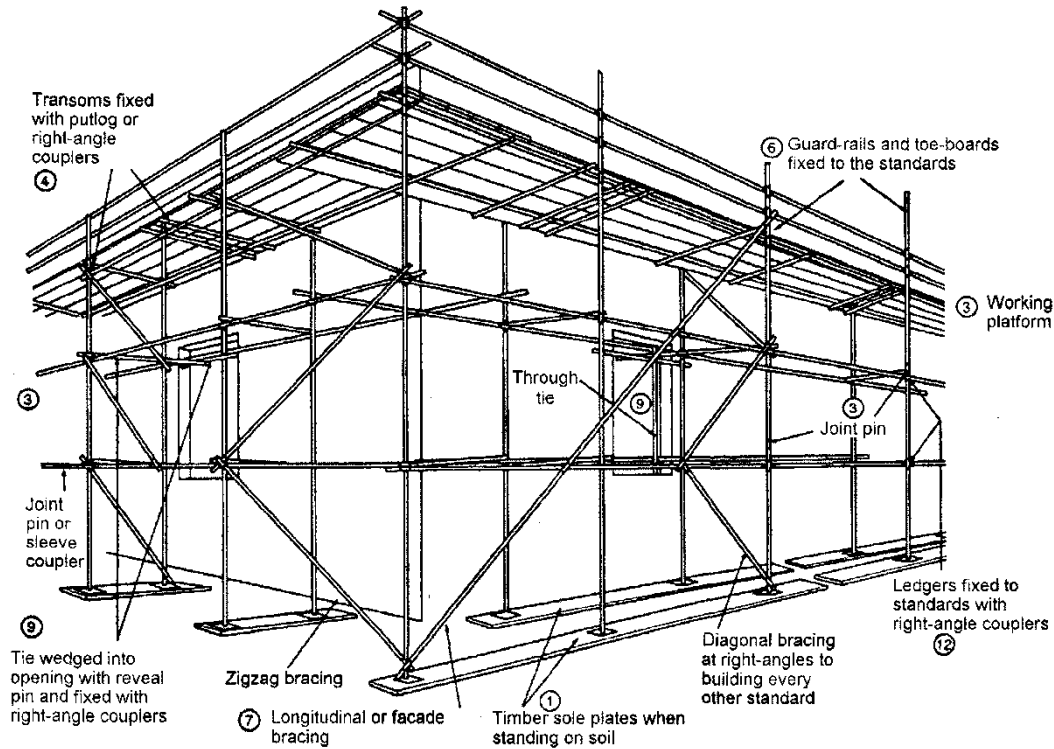 Transoms fixed
with putlog or
right-angle
couplers
④
⑥ Guard-rails and toe-boards
fixed to the standards
③ Working
platform
③
Through
tie
⑨
③
Joint pin
Joint
pin or
sleeve
coupler
Ledgers fixed to
standards with
right-angle couplers
⑫
⑨
Tie wedged into
opening with reveal
pin and fixed with
right-angle couplers
Zigzag bracing
⑦ Longitudinal or facade
bracing
①
Timber sole plates when
standing on soil
Diagonal bracing
at right-angles to
building every
other standard